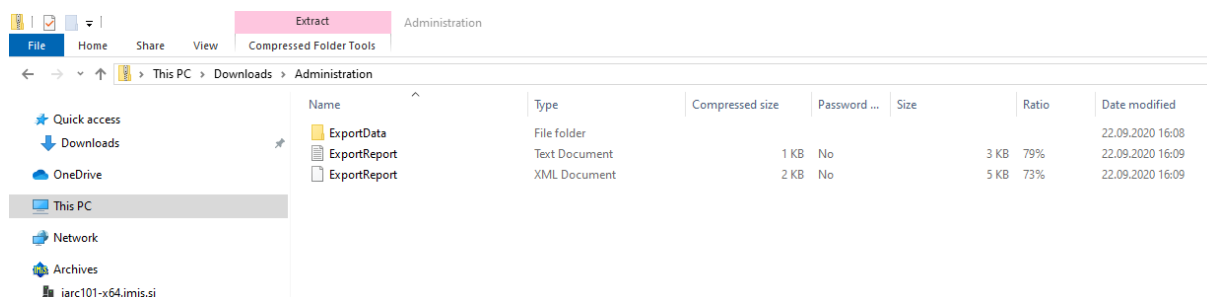 Extract Administration
File Home Share View Compressed Folder Tools
This PC > Downloads > Administration
Name Type Compressed size Password ... Size Ratio Date modified
Quick access
ExportData File folder 22.09.2020 16:08
Downloads
ExportReport Text Document 1 KB No 3 KB 79% 22.09.2020 16:09
OneDrive
ExportReport XML Document 2 KB No 5 KB 73% 22.09.2020 16:09
This PC
Network
Archives
iarc101-x64.imis.si